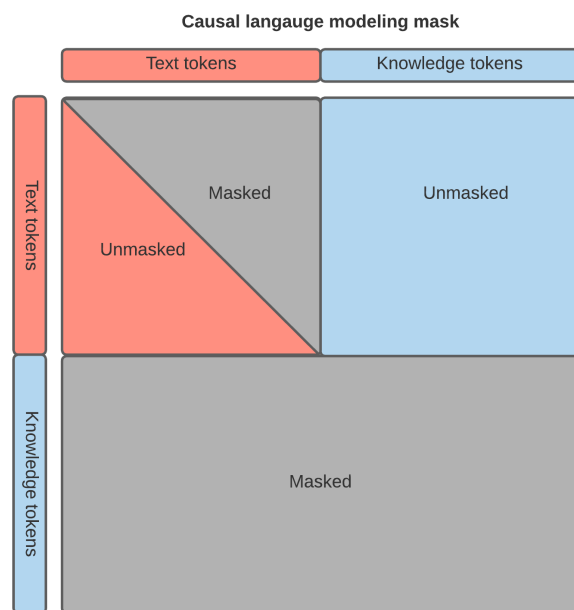 Causal langauge modeling mask
Text tokens
Knowledge tokens
Text tokens
Masked
Unmasked
Unmasked
Knowledge tokens
Masked